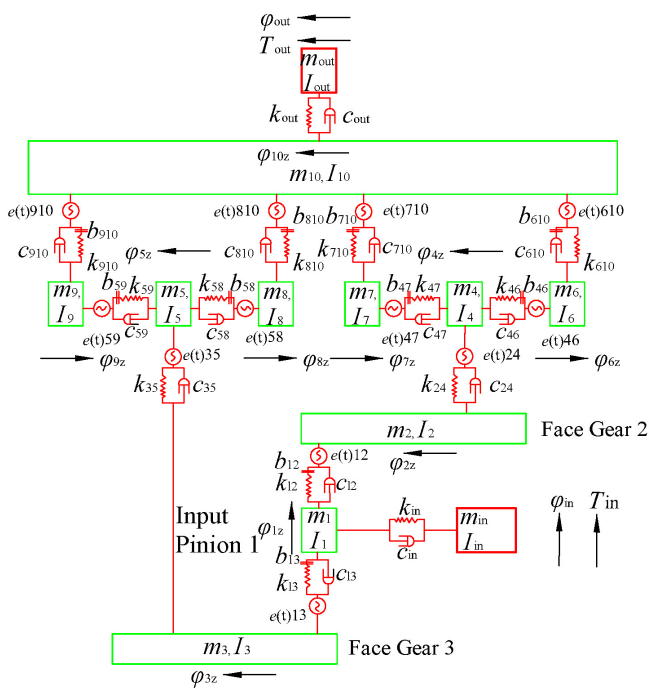 φout
Tout
mout
Iout
kout
cout
φ10z
m10, I10
e(t)910
e(t)810
e(t)710
e(t)610
b910
b810
b710
b610
c910
k910
φ5z
c810
k810
k710
c710
φ4z
c610
k610
m9,
I9
b59
k59
m5,
I5
k58
b58
m8,
I8
m7,
I7
b47
k47
m4,
I4
k46
b46
m6,
I6
c59
c58
c47
c46
e(t)59
e(t)35
e(t)58
e(t)47
e(t)24
e(t)46
φ9z
φ8z
φ7z
φ6z
k35
c35
k24
c24
m2, I2
Face Gear 2
b12
e(t)12
φ2z
k12
c12
Input
Pinion 1
φ1z
m1
I1
kin
cin
min
Iin
φin
Tin
b13
k13
c13
e(t)13
m3, I3
Face Gear 3
φ3z